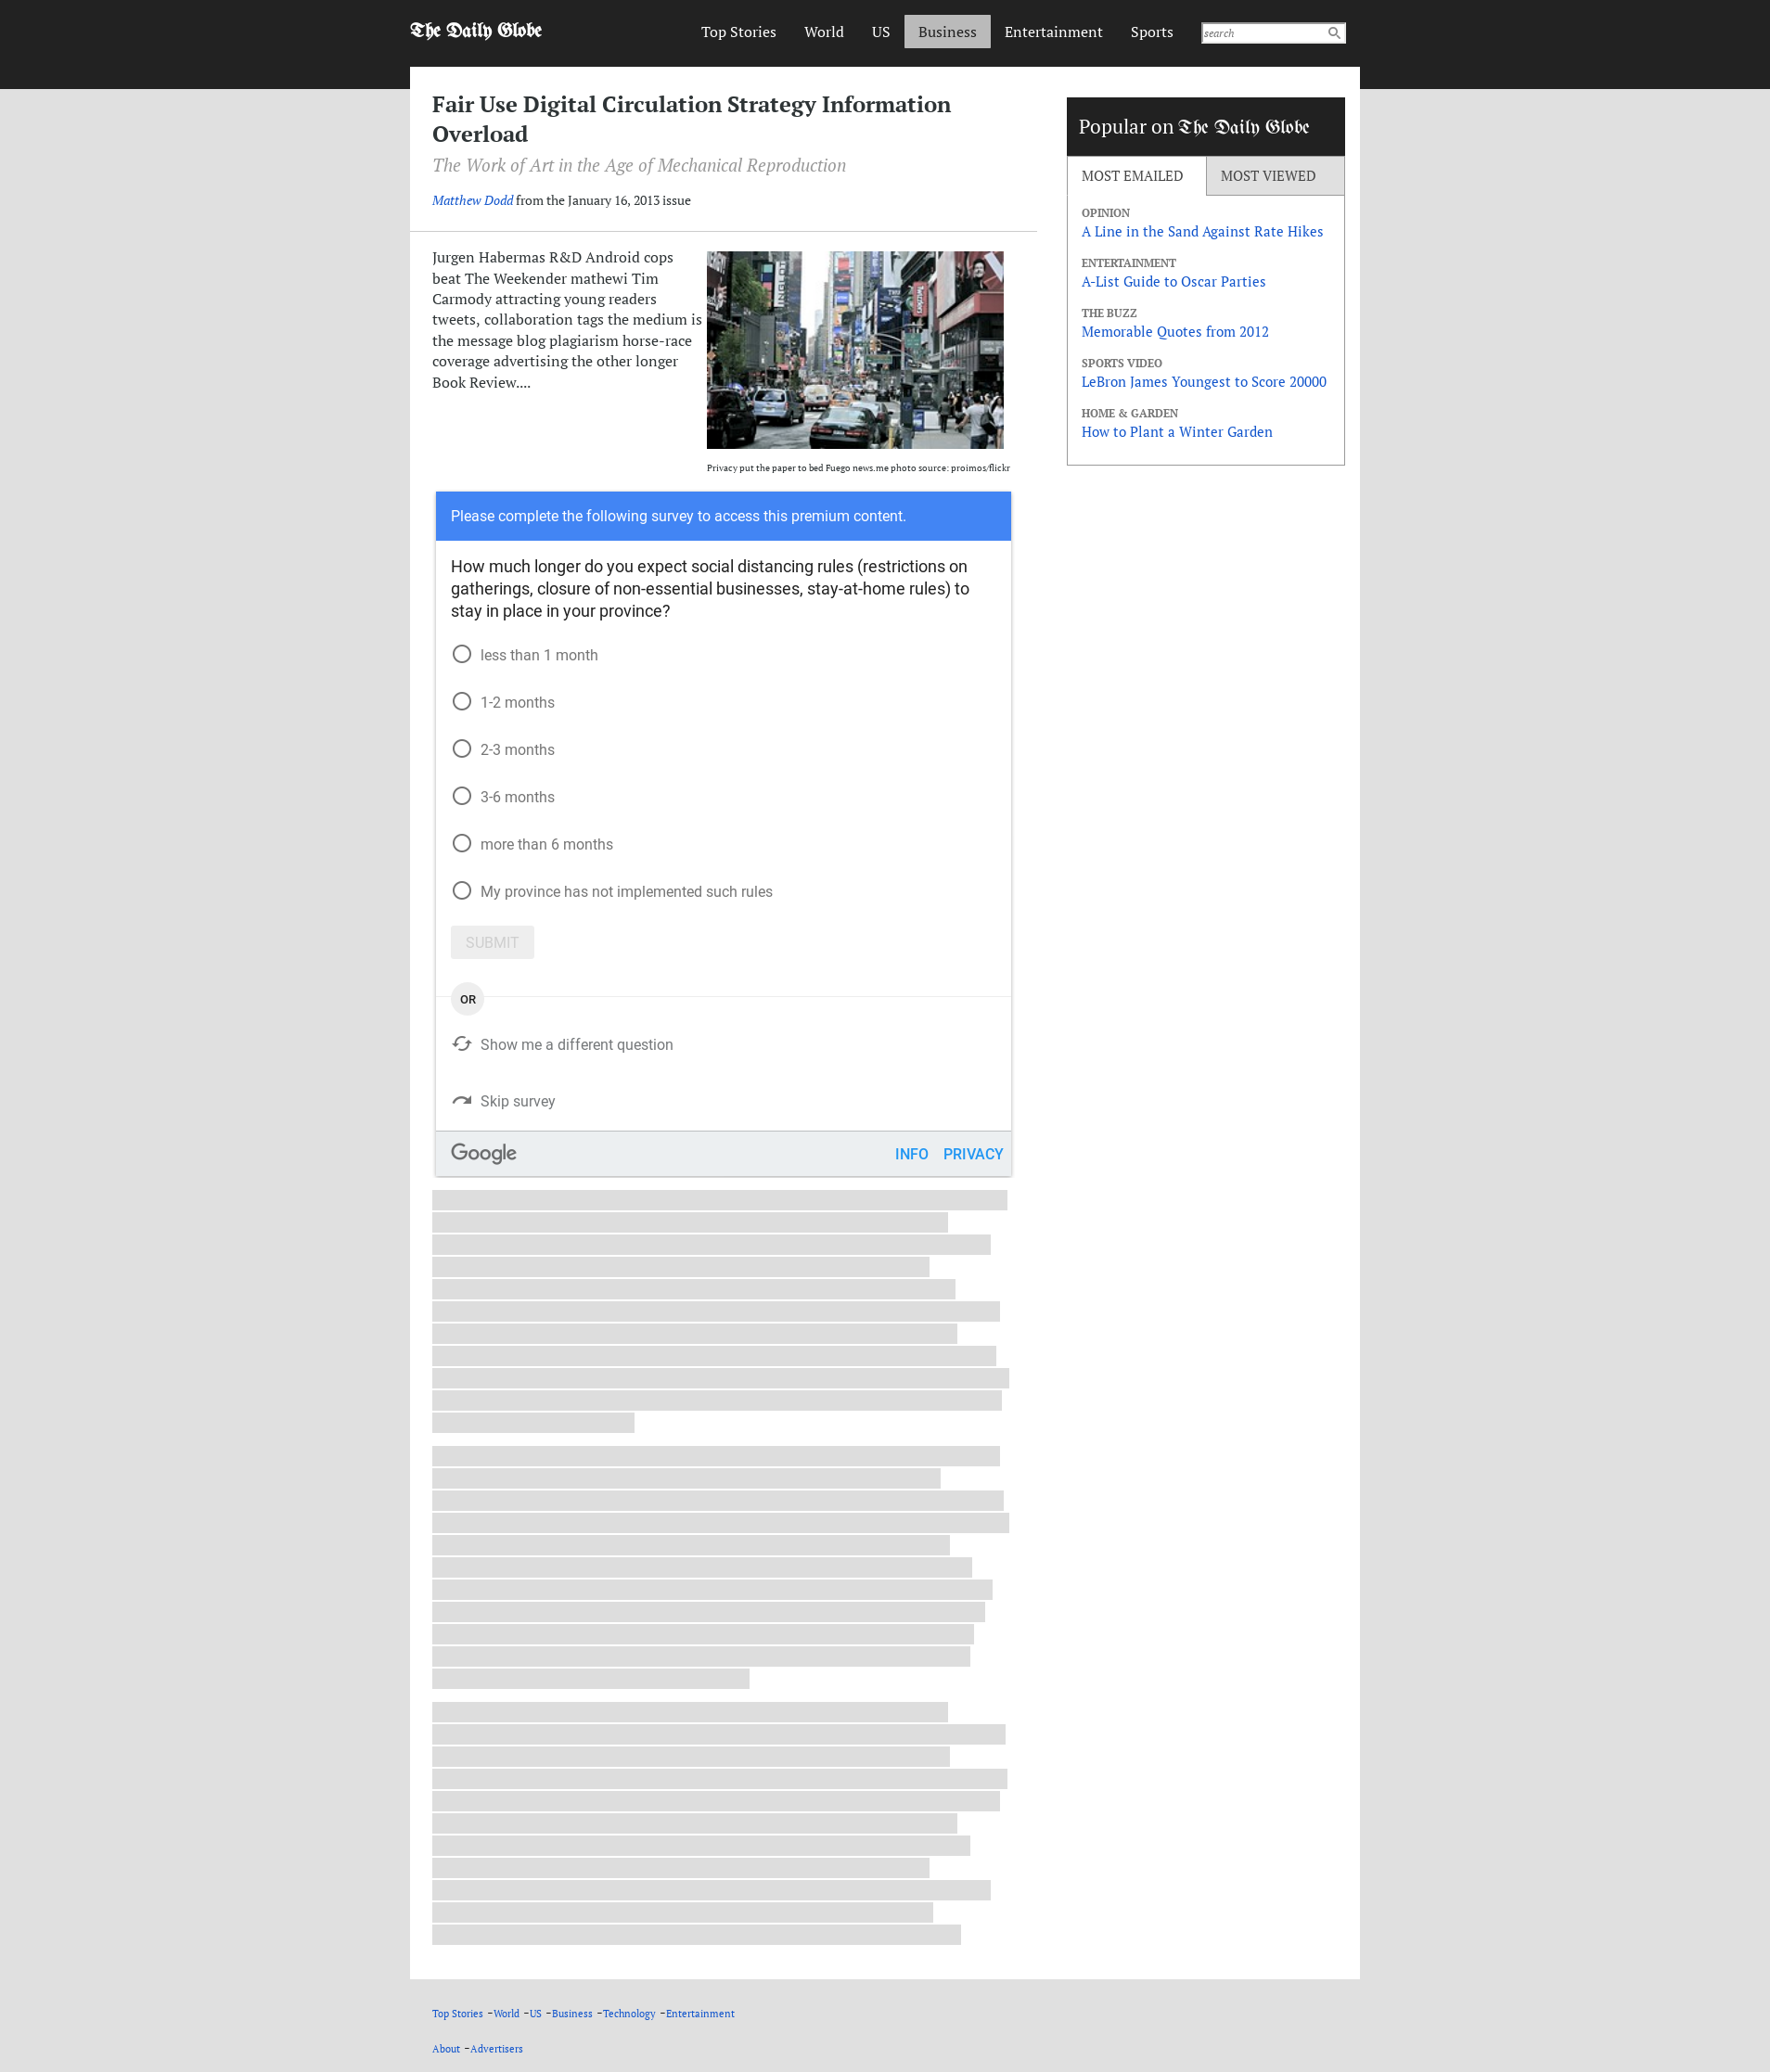 The Daily Globe
Top Stories
World
US
Business
Entertainment
Sports
search
Fair Use Digital Circulation Strategy Information
Overload
The Work of Art in the Age of Mechanical Reproduction
Matthew Dodd from the January 16, 2013 issue
Jurgen Habermas R&D Android cops
beat The Weekender mathewi Tim
Carmody attracting young readers
tweets, collaboration tags the medium is
the message blog plagiarism horse-race
coverage advertising the other longer
Book Review....
Privacy put the paper to bed Fuego news.me photo source: proimos/flickr
Please complete the following survey to access this premium content.
How much longer do you expect social distancing rules (restrictions on
gatherings, closure of non-essential businesses, stay-at-home rules) to
stay in place in your province?
less than 1 month
1-2 months
2-3 months
3-6 months
more than 6 months
My province has not implemented such rules
SUBMIT
OR
Show me a different question
Skip survey
Google
INFO
PRIVACY
Popular on The Daily Globe
MOST EMAILED
MOST VIEWED
OPINION
A Line in the Sand Against Rate Hikes
ENTERTAINMENT
A-List Guide to Oscar Parties
THE BUZZ
Memorable Quotes from 2012
SPORTS VIDEO
LeBron James Youngest to Score 20000
HOME & GARDEN
How to Plant a Winter Garden
Top Stories -World -US -Business -Technology -Entertainment
About -Advertisers